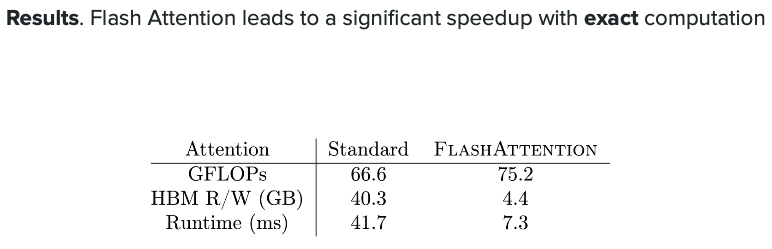 Results. Flash Attention leads to a significant speedup with exact computation
Attention Standard FLASHATTENTION
GFLOPs 66.6 75.2
HBM R/W (GB) 40.3 4.4
Runtime (ms) 41.7 7.3